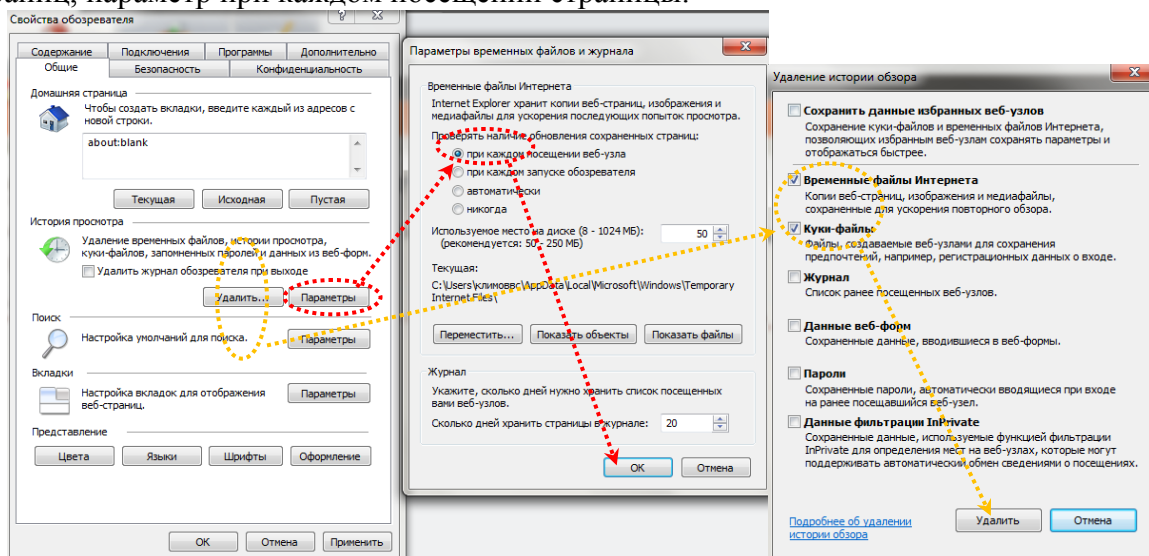 раниц, параметр при каждом посещении страницы.
Свойства обозревателя
Содержание Подключения Программы Дополнительно
Общие Безопасность Конфиденциальность
Домашняя страница
Чтобы создать вкладки, введите каждый из адресов с
новой строки.
about:blank
Текущая Исходная Пустая
История просмотра
Удаление временных файлов, истории просмотра,
куки-файлов, запомненных паролей и данных из веб-форм.
Удалить журнал обозревателя при выходе
Удалить... Параметры
Поиск
Настройка умолчаний для поиска. Параметры
Вкладки
Настройка вкладок для отображения
веб-страниц.
Параметры
Представление
Цвета Языки Шрифты Оформление
ОК Отмена Применить
Параметры временных файлов и журнала
Временные файлы Интернета
Internet Explorer хранит копии веб-страниц, изображения и
медиафайлы для ускорения последующих попыток просмотра.
Проверять наличие обновления сохраненных страниц:
при каждом посещении веб-узла
при каждом запуске обозревателя
автоматически
никогда
Используемое место на диске (8 - 1024 МБ): 50
(рекомендуется: 50 - 250 МБ)
Текущая:
C:\Users\климоввс\AppData\Local\Microsoft\Windows\Temporary
Internet Files\
Переместить... Показать объекты Показать файлы
Журнал
Укажите, сколько дней нужно хранить список посещенных
вами веб-узлов.
Сколько дней хранить страницы в журнале: 20
ОК Отмена
Удаление истории обзора
Сохранить данные избранных веб-узлов
Сохранение куки-файлов и временных файлов Интернета,
позволяющих избранным веб-узлам сохранять параметры и
отображаться быстрее.
Временные файлы Интернета
Копии веб-страниц, изображения и медиафайлы,
сохраненные для ускорения повторного обзора.
Куки-файлы
Файлы, создаваемые веб-узлами для сохранения
предпочтений, например, регистрационных данных о входе.
Журнал
Список ранее посещенных веб-узлов.
Данные веб-форм
Сохраненные данные, вводившиеся в веб-формы.
Пароли
Сохраненные пароли, автоматически вводящиеся при входе
на ранее посещавшийся веб-узел.
Данные фильтрации InPrivate
Сохраненные данные, используемые функцией фильтрации
InPrivate для определения мест на веб-узлах, которые могут
поддерживать автоматический обмен сведениями о посещениях.
Подробнее об удалении
истории обзора
Удалить Отмена